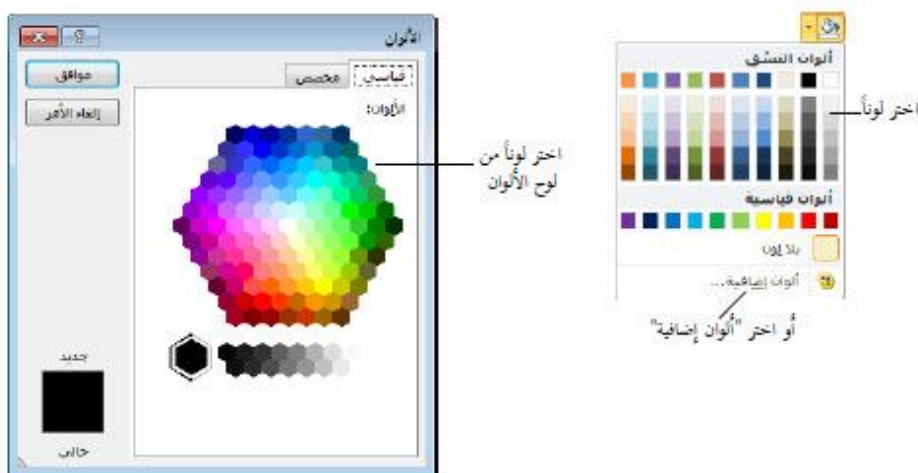 ألوان النسق
اختر لوناً
ألوان قياسية
بلا لون
ألوان إضافية...
أو اختر "ألوان إضافية"
الألوان
قياسي
مخصص
موافق
إلغاء الأمر
الألوان:
اختر لوناً من
لوح الألوان
جديد
حالي